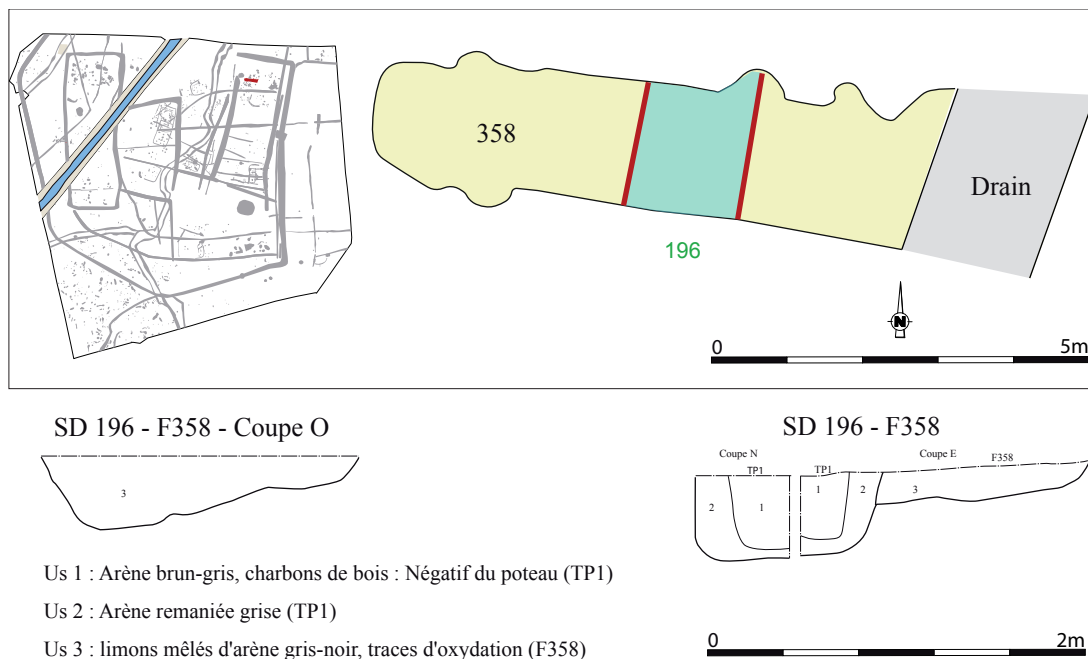 358
196
Drain
N
0 5m
SD 196 - F358 - Coupe O
3
SD 196 - F358
Coupe N Coupe E F358
TP1 TP1
2 1 1 2 3
Us 1 : Arène brun-gris, charbons de bois : Négatif du poteau (TP1)
Us 2 : Arène remaniée grise (TP1)
Us 3 : limons mêlés d'arène gris-noir, traces d'oxydation (F358)
0 2m